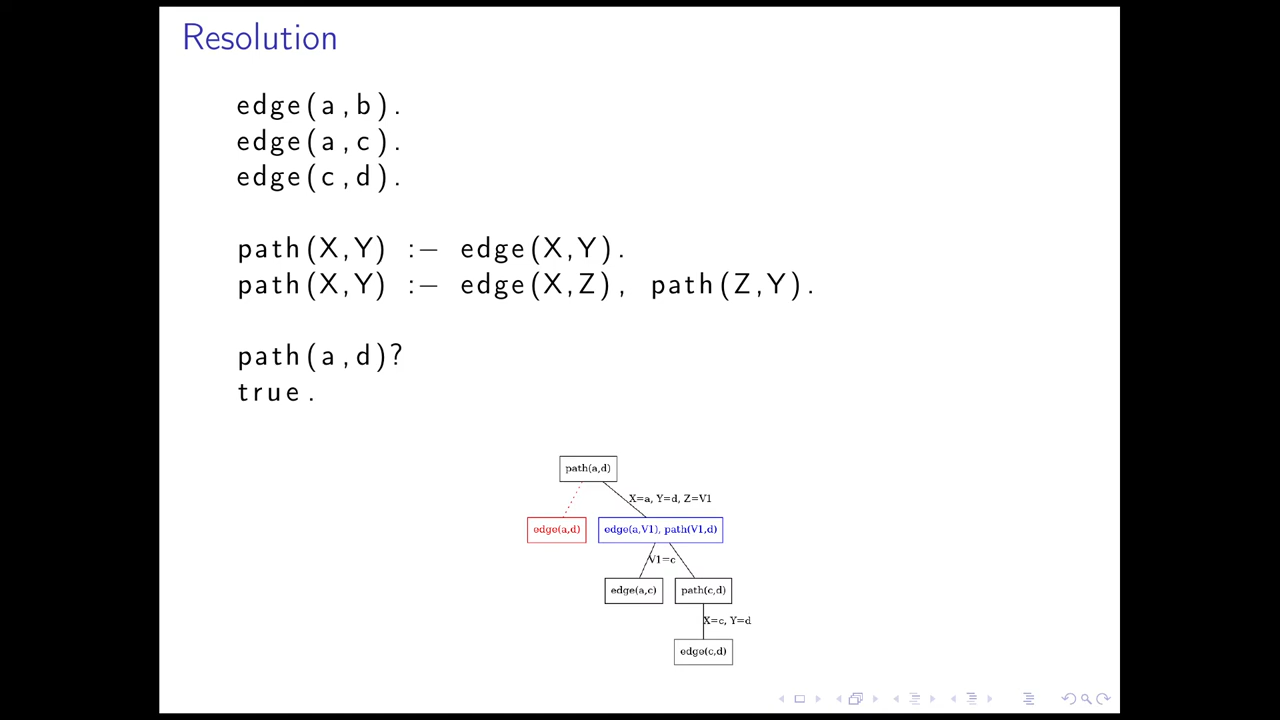 Resolution
edge(a,b).
edge(a,c).
edge(c,d).
path(X,Y) :− edge(X,Y).
path(X,Y) :− edge(X,Z), path(Z,Y).
path(a,d)?
true.
path(a,d)
X=a, Y=d, Z=V1
edge(a,d)
edge(a,V1), path(V1,d)
V1=c
edge(a,c)
path(c,d)
X=c, Y=d
edge(c,d)